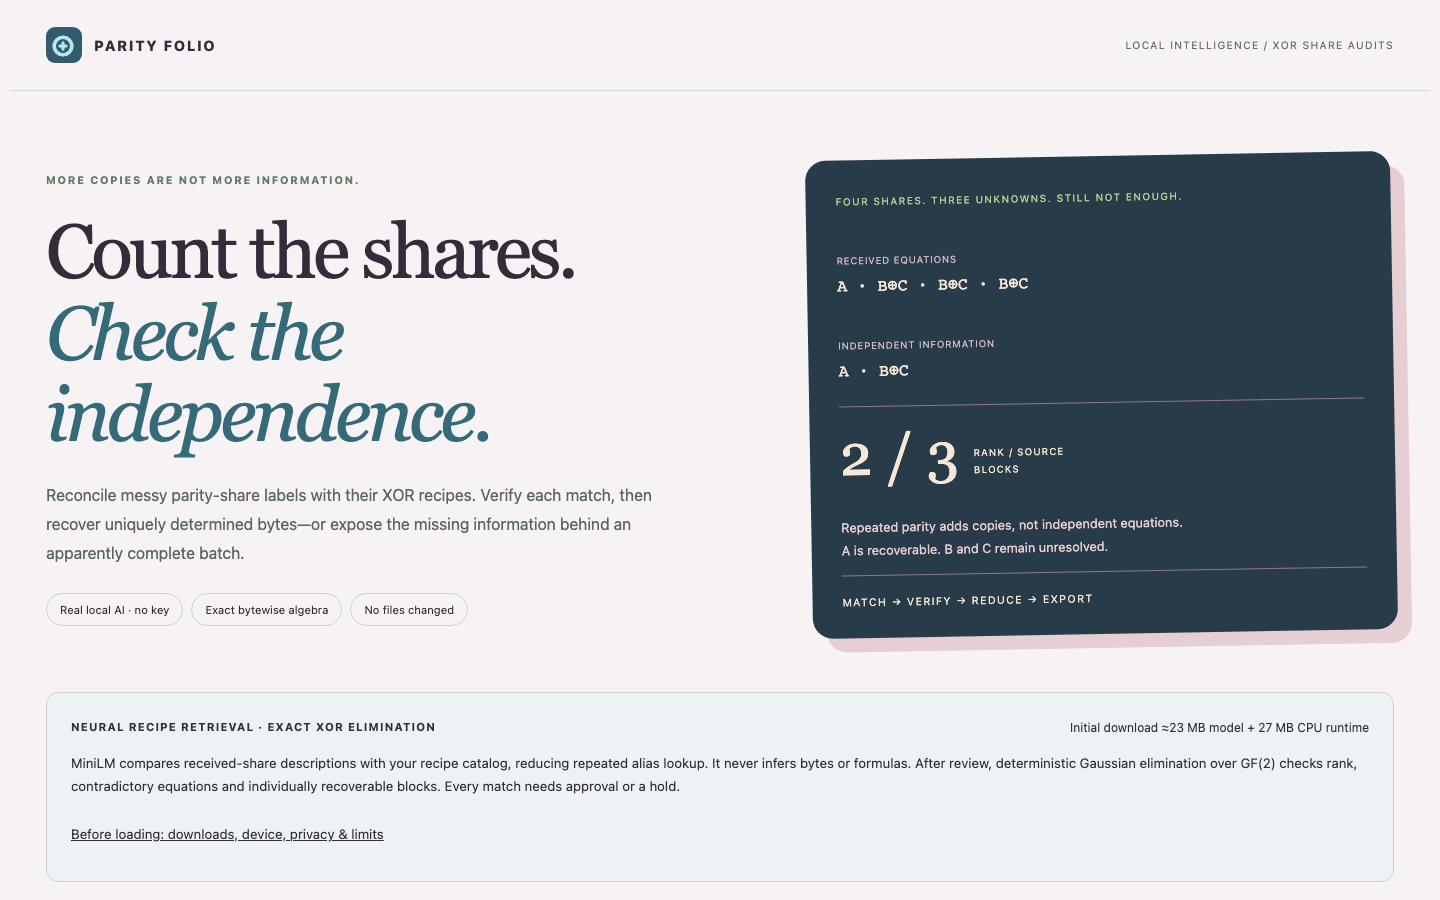 PARITY FOLIO
LOCAL INTELLIGENCE / XOR SHARE AUDITS
MORE COPIES ARE NOT MORE INFORMATION.
Count the shares.
Check the
independence.
Reconcile messy parity-share labels with their XOR recipes. Verify each match, then
recover uniquely determined bytes—or expose the missing information behind an
apparently complete batch.
Real local AI · no key
Exact bytewise algebra
No files changed
FOUR SHARES. THREE UNKNOWNS. STILL NOT ENOUGH.
RECEIVED EQUATIONS
A · B⊕C · B⊕C · B⊕C
INDEPENDENT INFORMATION
A · B⊕C
2 / 3
RANK / SOURCE
BLOCKS
Repeated parity adds copies, not independent equations.
A is recoverable. B and C remain unresolved.
MATCH → VERIFY → REDUCE → EXPORT
NEURAL RECIPE RETRIEVAL · EXACT XOR ELIMINATION
Initial download ≈23 MB model + 27 MB CPU runtime
MiniLM compares received-share descriptions with your recipe catalog, reducing repeated alias lookup. It never infers bytes or formulas. After review, deterministic Gaussian elimination over GF(2) checks rank,
contradictory equations and individually recoverable blocks. Every match needs approval or a hold.
Before loading: downloads, device, privacy & limits